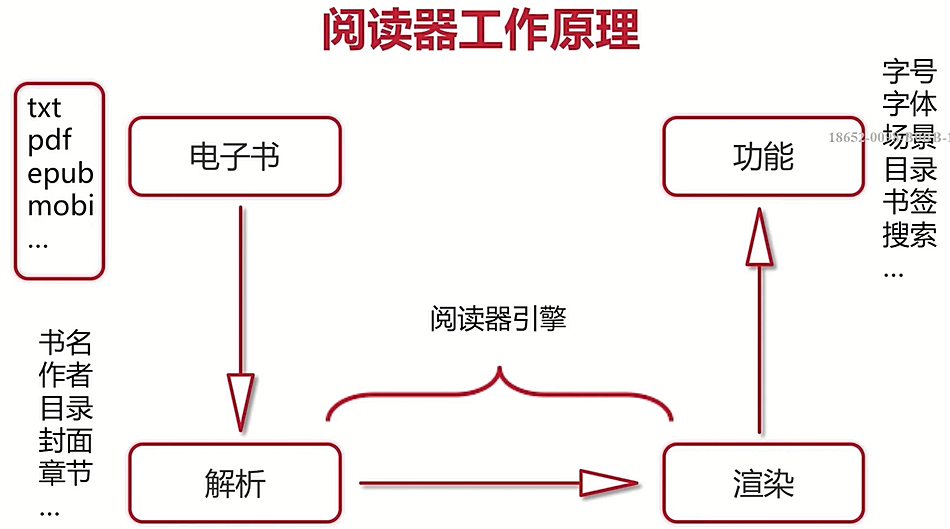 阅读器工作原理
txt
pdf
epub
mobi
...
电子书
功能
字号
字体
场景
目录
书签
搜索
...
阅读器引擎
书名
作者
目录
封面
章节
...
解析
渲染